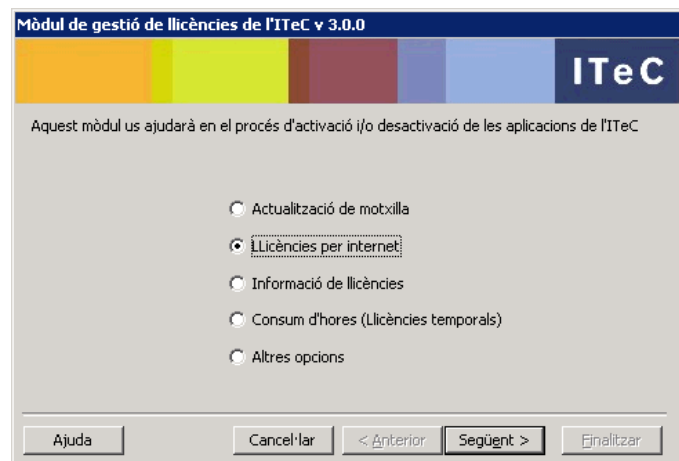 Mòdul de gestió de llicències de l'ITeC v 3.0.0
ITeC
Aquest mòdul us ajudarà en el procés d'activació i/o desactivació de les aplicacions de l'ITeC
Actualització de motxilla
LLicències per internet
Informació de llicències
Consum d'hores (Llicències temporals)
Altres opcions
Ajuda Cancel·lar < Anterior Següent > Finalitzar